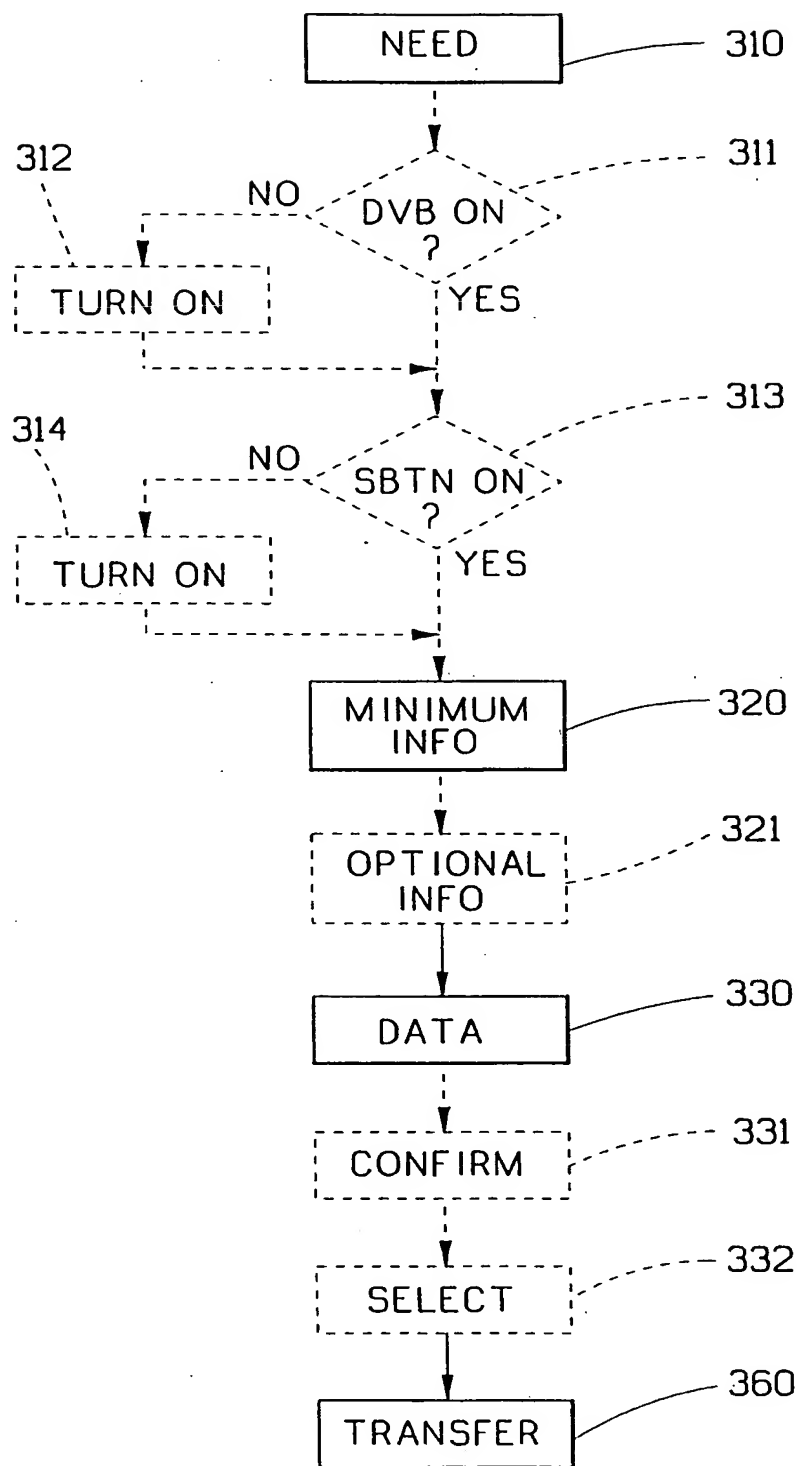 NEED
310
311
312
NO
DVB ON
?
TURN ON
YES
313
314
NO
SBTN ON
?
TURN ON
YES
MINIMUM
INFO
320
OPTIONAL
INFO
321
DATA
330
CONFIRM
331
SELECT
332
TRANSFER
360